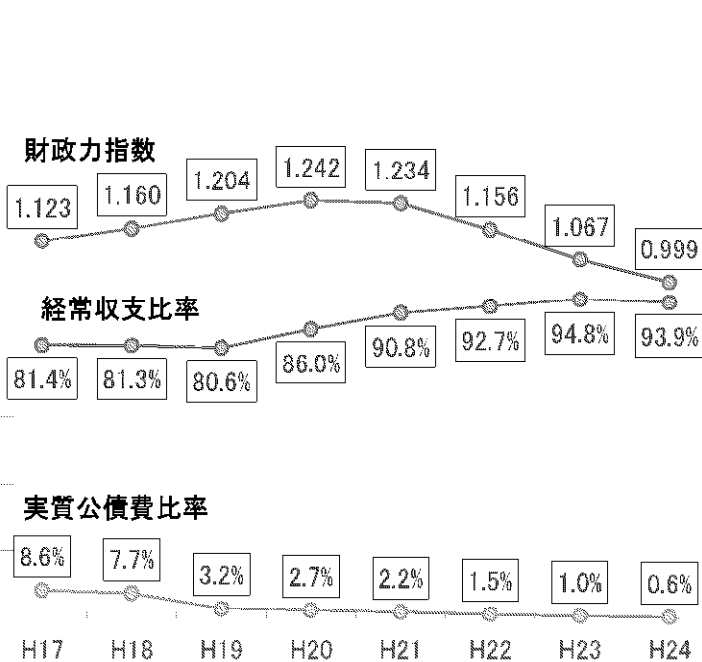 財政力指数
1.123 1.160 1.204 1.242 1.234 1.156 1.067 0.999
経常収支比率
81.4% 81.3% 80.6% 86.0% 90.8% 92.7% 94.8% 93.9%
実質公債費比率
8.6% 7.7% 3.2% 2.7% 2.2% 1.5% 1.0% 0.6%
H17 H18 H19 H20 H21 H22 H23 H24